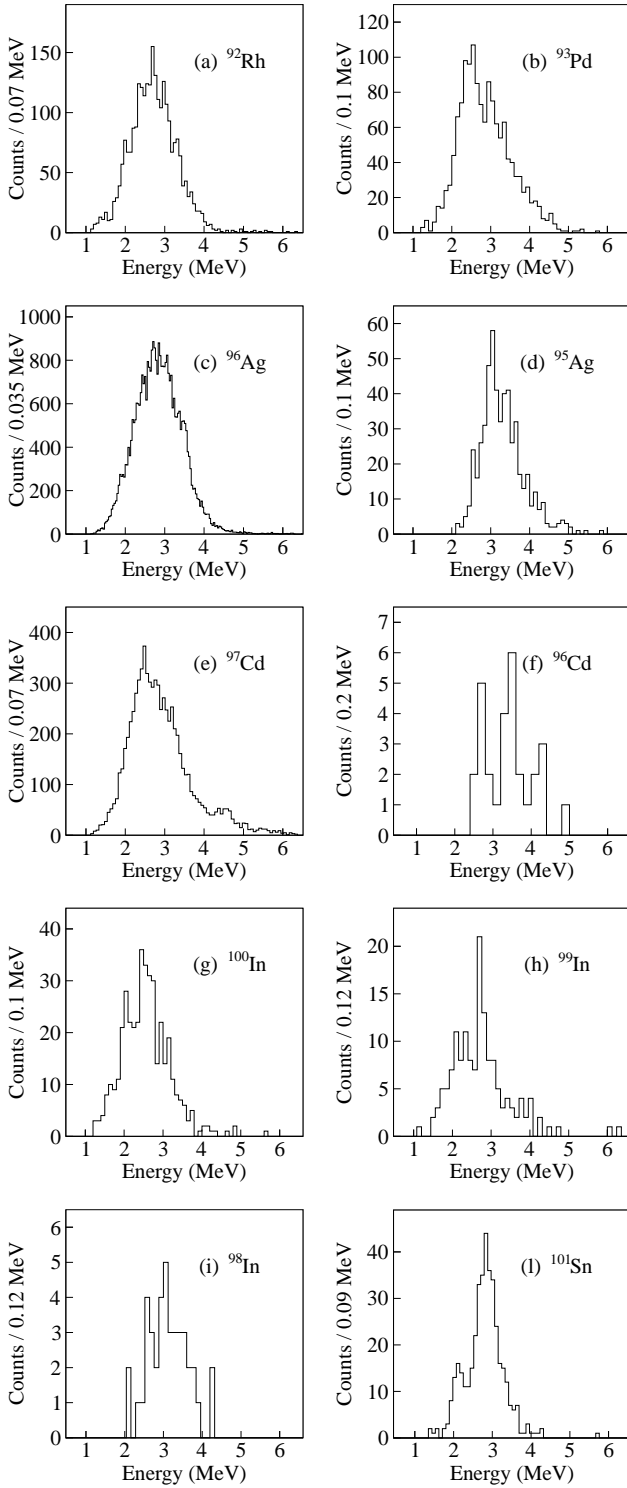 150
100
50
0
Counts / 0.07 MeV
(a) ⁹²Rh
1 2 3 4 5 6
Energy (MeV)
120
100
80
60
40
20
0
Counts / 0.1 MeV
(b) ⁹³Pd
1 2 3 4 5 6
Energy (MeV)
1000
800
600
400
200
0
Counts / 0.035 MeV
(c) ⁹⁶Ag
1 2 3 4 5 6
Energy (MeV)
60
50
40
30
20
10
0
Counts / 0.1 MeV
(d) ⁹⁵Ag
1 2 3 4 5 6
Energy (MeV)
400
300
200
100
0
Counts / 0.07 MeV
(e) ⁹⁷Cd
1 2 3 4 5 6
Energy (MeV)
7
6
5
4
3
2
1
0
Counts / 0.2 MeV
(f) ⁹⁶Cd
1 2 3 4 5 6
Energy (MeV)
40
30
20
10
0
Counts / 0.1 MeV
(g) ¹⁰⁰In
1 2 3 4 5 6
Energy (MeV)
20
15
10
5
0
Counts / 0.12 MeV
(h) ⁹⁹In
1 2 3 4 5 6
Energy (MeV)
6
5
4
3
2
1
0
Counts / 0.12 MeV
(i) ⁹⁸In
1 2 3 4 5 6
Energy (MeV)
40
30
20
10
0
Counts / 0.09 MeV
(l) ¹⁰¹Sn
1 2 3 4 5 6
Energy (MeV)